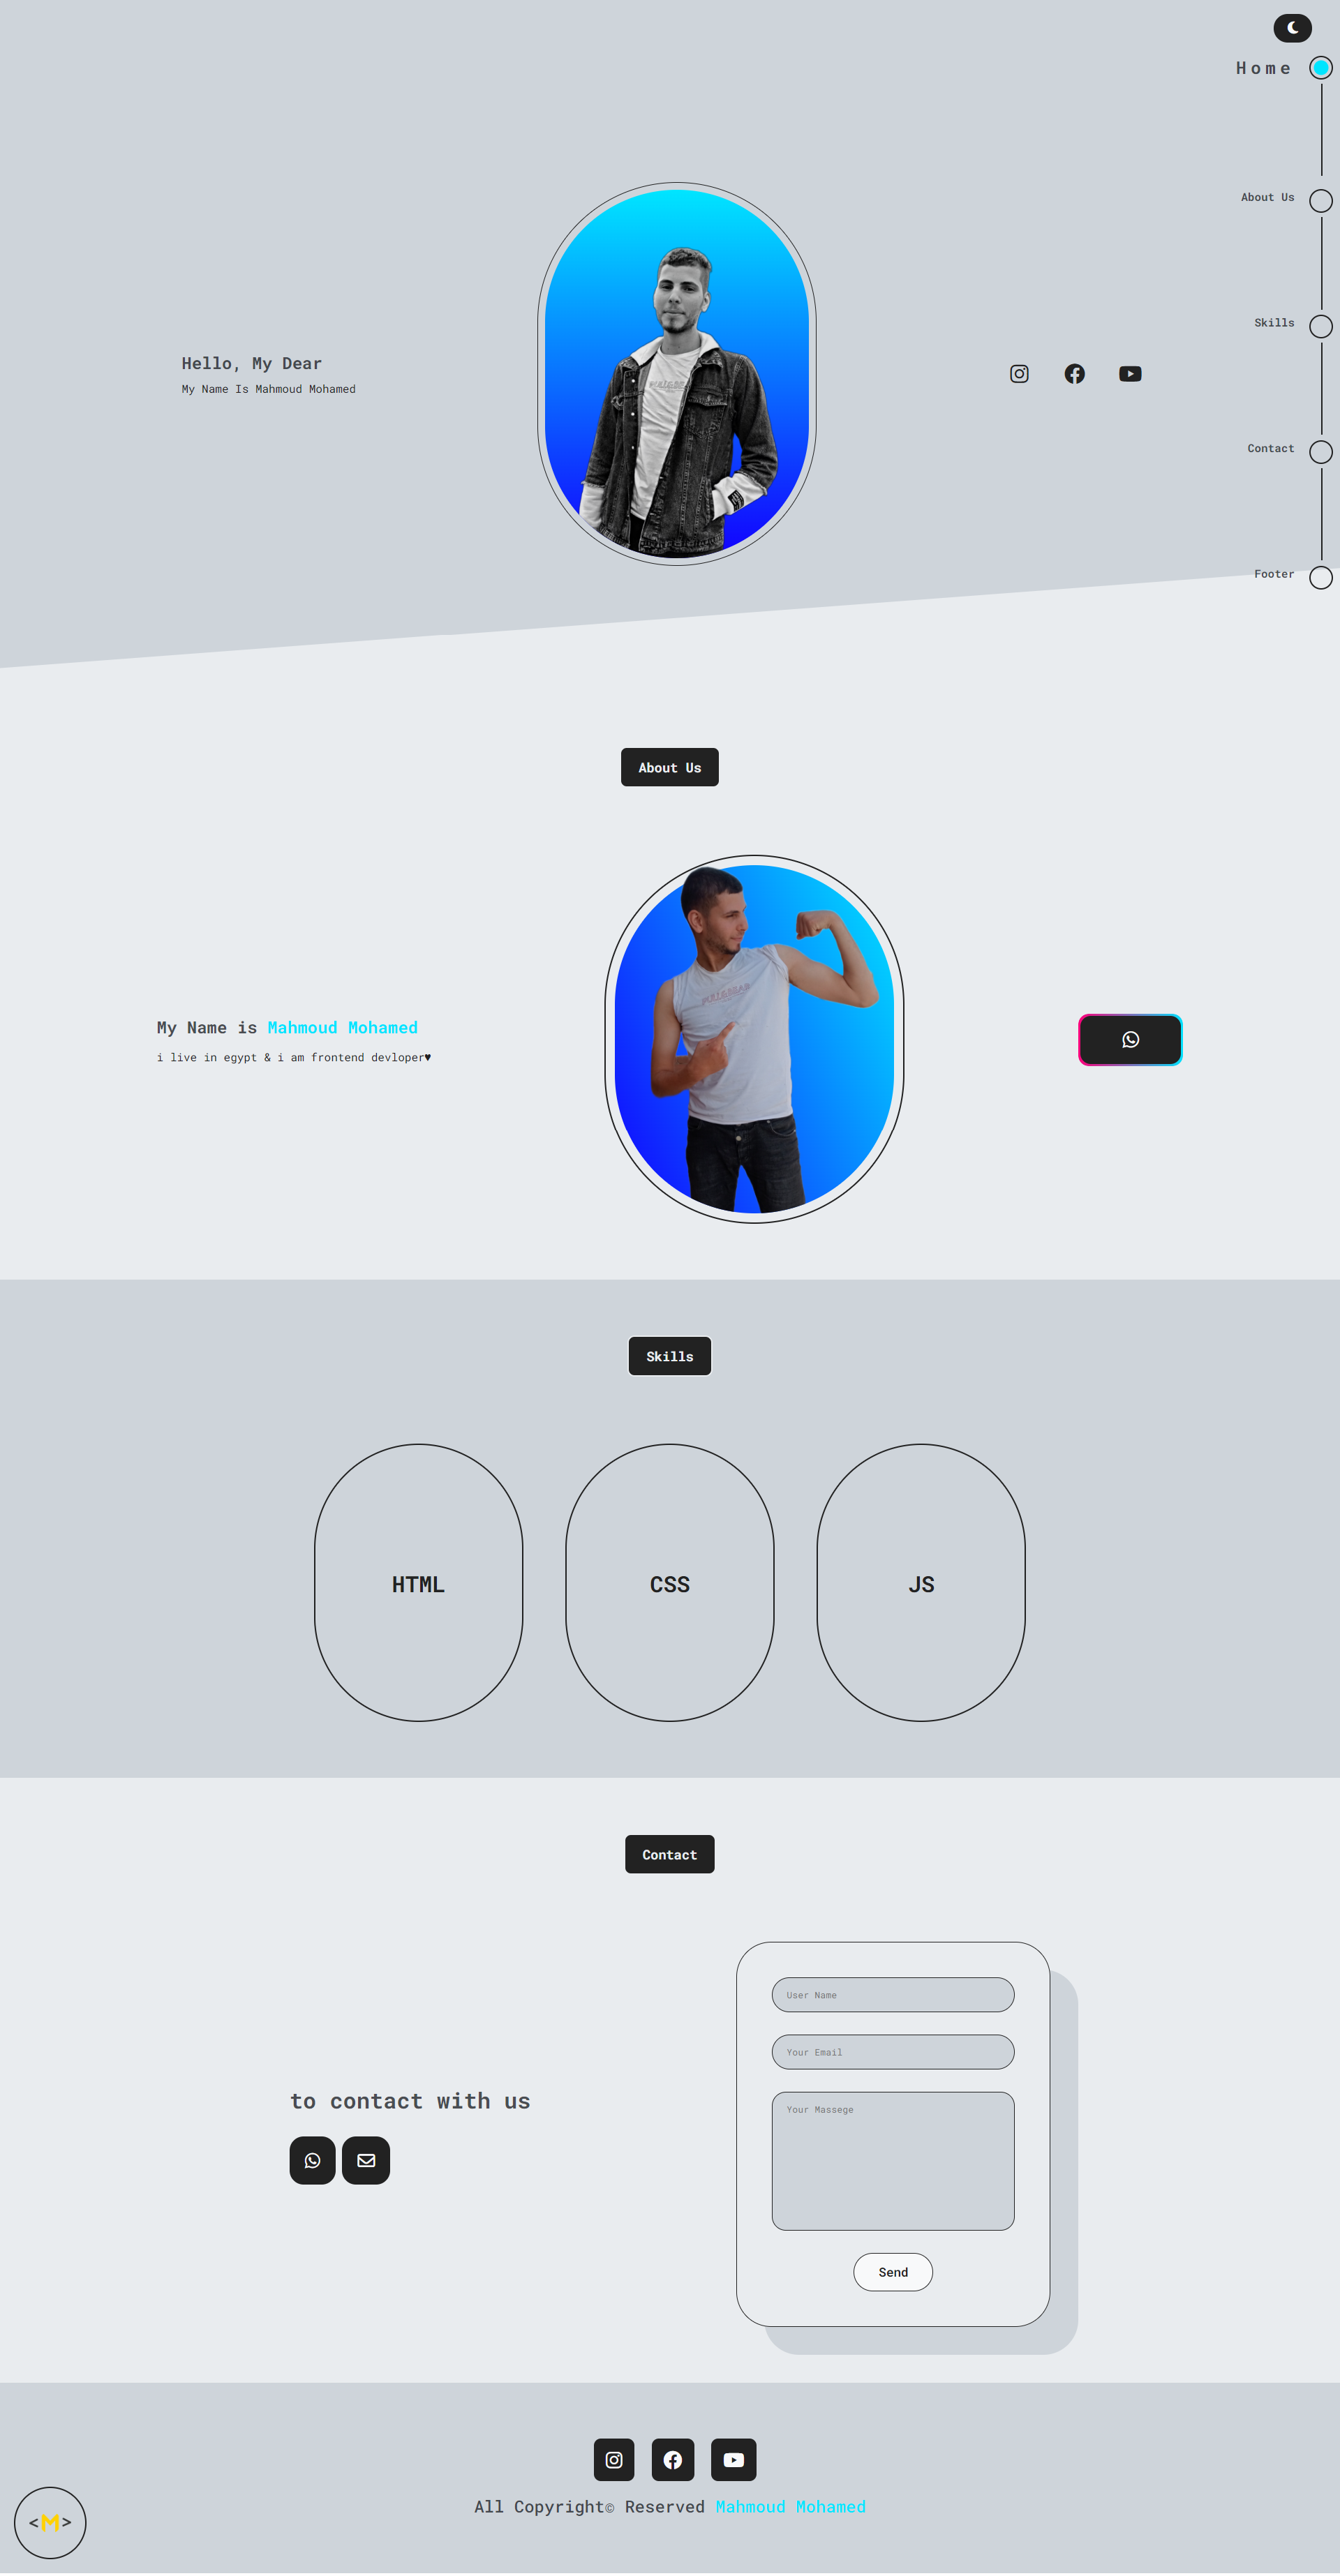 Home
About Us
Skills
Contact
Footer
Hello, My Dear
My Name Is Mahmoud Mohamed
About Us
My Name is Mahmoud Mohamed
i live in egypt & i am frontend devloper♥
Skills
HTML
CSS
JS
Contact
to contact with us
User Name
Your Email
Your Massege
Send
All Copyright© Reserved Mahmoud Mohamed
<M>